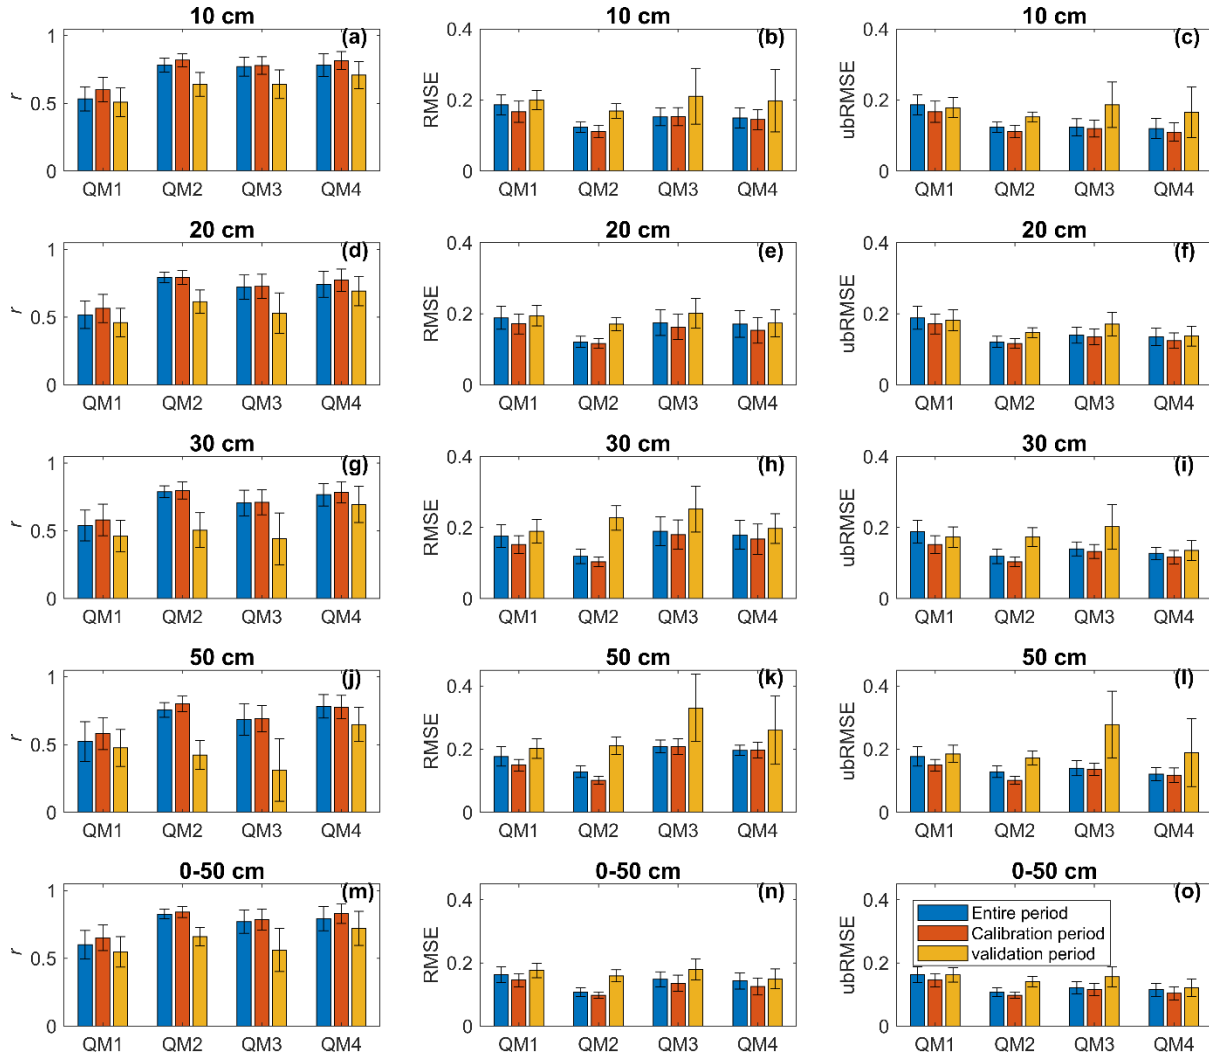 10 cm
(a)
1
0.5
0
r
QM1 QM2 QM3 QM4
10 cm
(b)
0.4
0.2
0
RMSE
QM1 QM2 QM3 QM4
10 cm
(c)
0.4
0.2
0
ubRMSE
QM1 QM2 QM3 QM4
20 cm
(d)
1
0.5
0
r
QM1 QM2 QM3 QM4
20 cm
(e)
0.4
0.2
0
RMSE
QM1 QM2 QM3 QM4
20 cm
(f)
0.4
0.2
0
ubRMSE
QM1 QM2 QM3 QM4
30 cm
(g)
1
0.5
0
r
QM1 QM2 QM3 QM4
30 cm
(h)
0.4
0.2
0
RMSE
QM1 QM2 QM3 QM4
30 cm
(i)
0.4
0.2
0
ubRMSE
QM1 QM2 QM3 QM4
50 cm
(j)
1
0.5
0
r
QM1 QM2 QM3 QM4
50 cm
(k)
0.4
0.2
0
RMSE
QM1 QM2 QM3 QM4
50 cm
(l)
0.4
0.2
0
ubRMSE
QM1 QM2 QM3 QM4
0-50 cm
(m)
1
0.5
0
r
QM1 QM2 QM3 QM4
0-50 cm
(n)
0.4
0.2
0
RMSE
QM1 QM2 QM3 QM4
0-50 cm
(o)
0.4
0.2
0
ubRMSE
Entire period
Calibration period
validation period
QM1 QM2 QM3 QM4